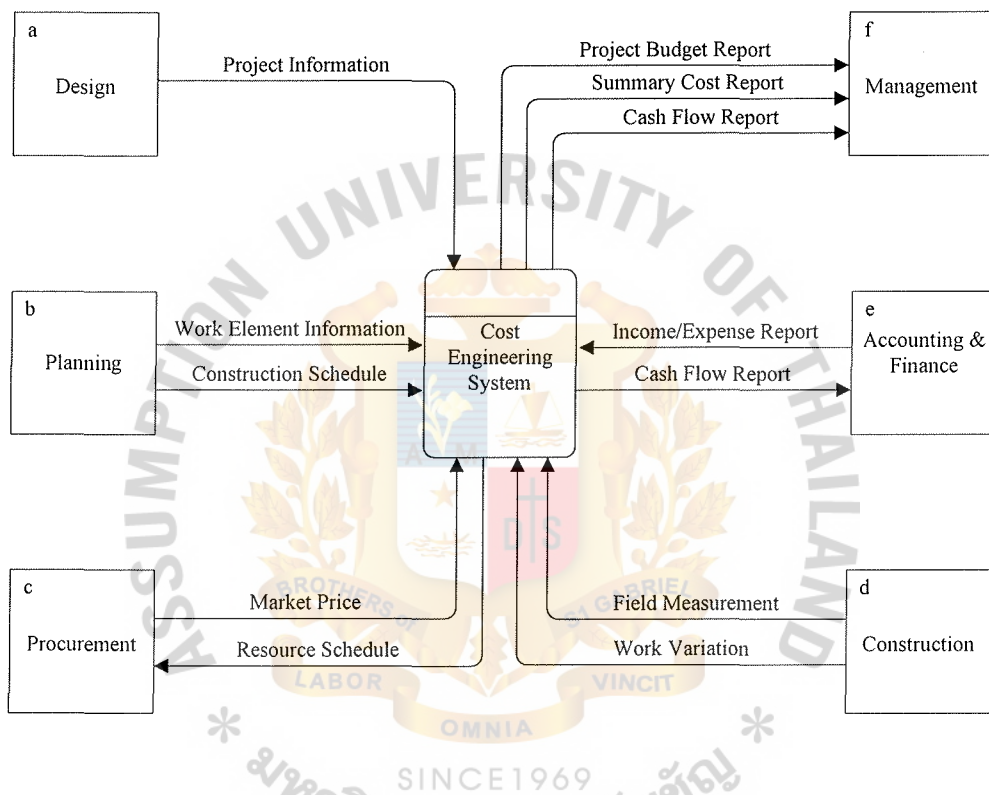 a
Design
Project Information
Project Budget Report
Summary Cost Report
Cash Flow Report
f
Management
b
Planning
Work Element Information
Construction Schedule
Cost
Engineering
System
Income/Expense Report
Cash Flow Report
e
Accounting &
Finance
c
Procurement
Market Price
Resource Schedule
Field Measurement
Work Variation
d
Construction
ASSUMPTION UNIVERSITY OF THAILAND
A M
D S
BROTHERS OF
ST GABRIEL
LABOR
VINCIT
OMNIA
SINCE 1969